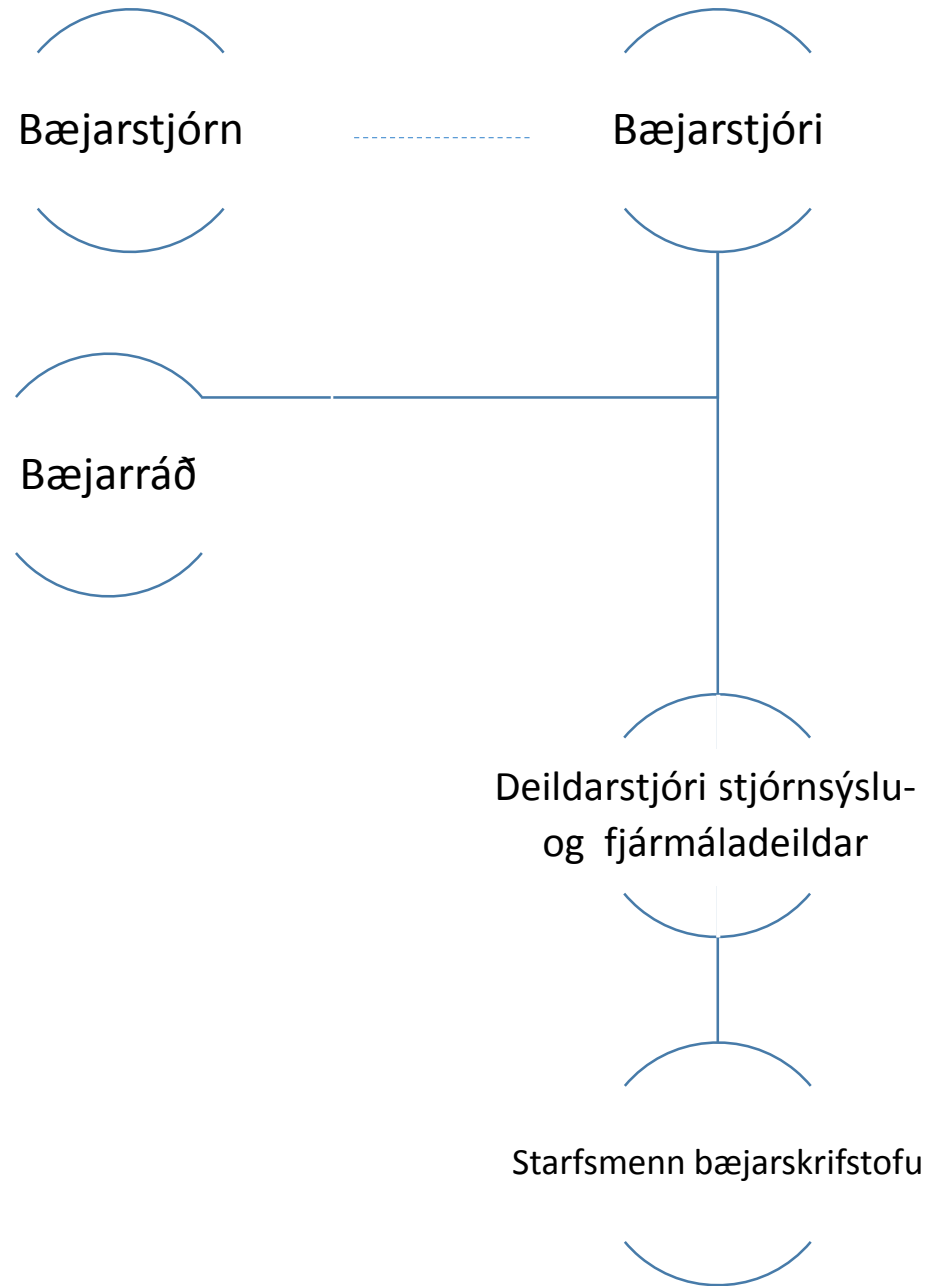 Bæjarstjórn
Bæjarstjóri
Bæjarráð
Deildarstjóri stjórnsýslu-
og fjármáladeildar
Starfsmenn bæjarskrifstofu